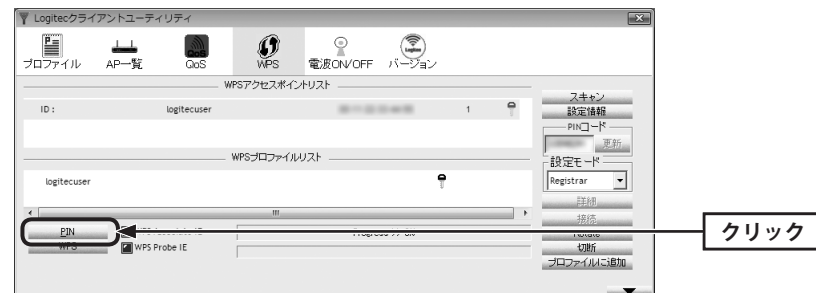 Logitecクライアントユーティリティ
プロファイル AP一覧 QoS WPS 電波ON/OFF バージョン
WPSアクセスポイントリスト
スキャン
ID : logitecuser 1
設定情報
PINコード
更新
WPSプロファイルリスト
設定モード
logitecuser
Registrar
詳細
接続
PIN
クリック
Rotate
WPS WPS Probe IE
切断
プロファイルに追加